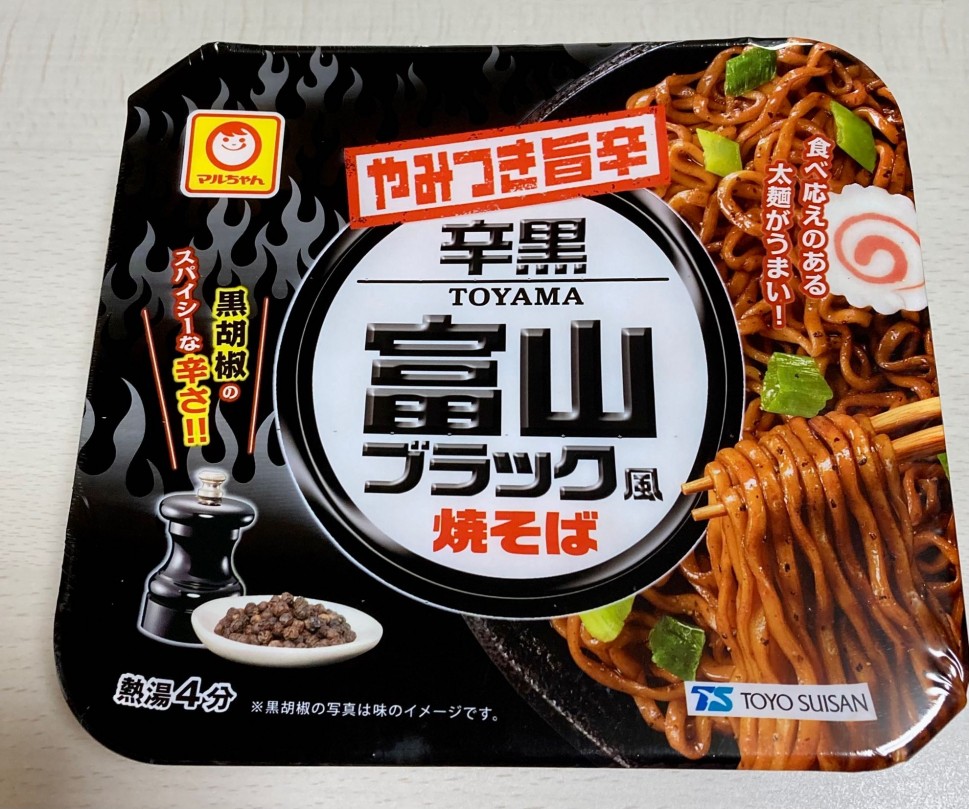 マルちゃん
やみつき旨辛
辛黒
TOYAMA
富山
ブラック風
焼そば
食べ応えのある
太麺がうまい！
黒胡椒の
スパイシーな辛さ!!
熱湯4分
※黒胡椒の写真は味のイメージです。
TS TOYO SUISAN